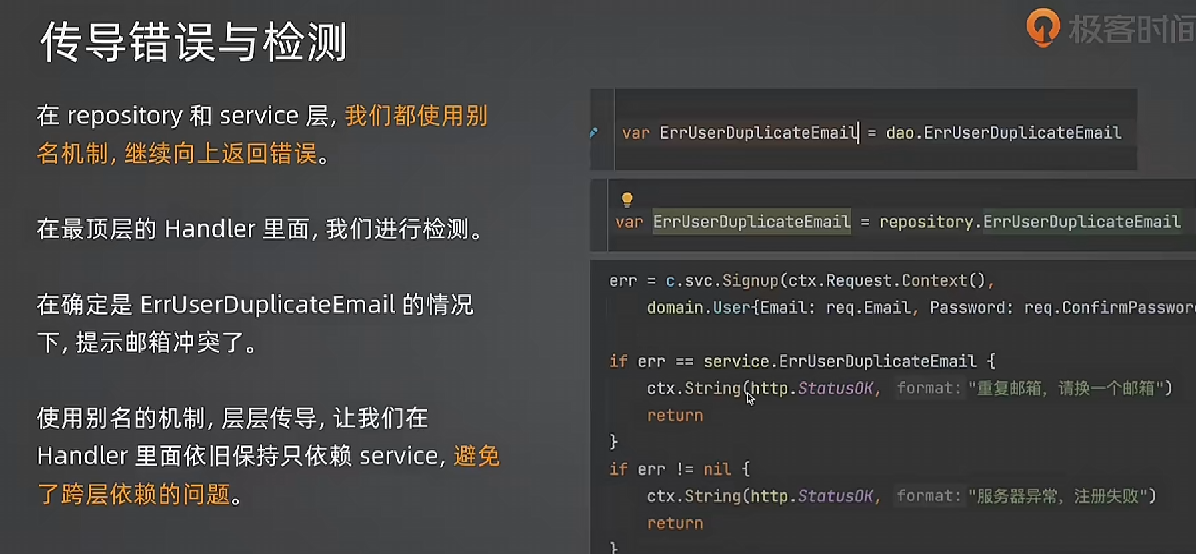 传导错误与检测
极客时间
在 repository 和 service 层, 我们都使用别
名机制, 继续向上返回错误。
在最顶层的 Handler 里面, 我们进行检测。
在确定是 ErrUserDuplicateEmail 的情况
下, 提示邮箱冲突了。
使用别名的机制, 层层传导, 让我们在
Handler 里面依旧保持只依赖 service, 避免
了跨层依赖的问题。
var ErrUserDuplicateEmail = dao.ErrUserDuplicateEmail
var ErrUserDuplicateEmail = repository.ErrUserDuplicateEmail
err = c.svc.Signup(ctx.Request.Context(),
domain.User{Email: req.Email, Password: req.ConfirmPasswor
if err == service.ErrUserDuplicateEmail {
ctx.String(http.StatusOK, format: "重复邮箱，请换一个邮箱")
return
}
if err != nil {
ctx.String(http.StatusOK, format: "服务器异常，注册失败")
return
}